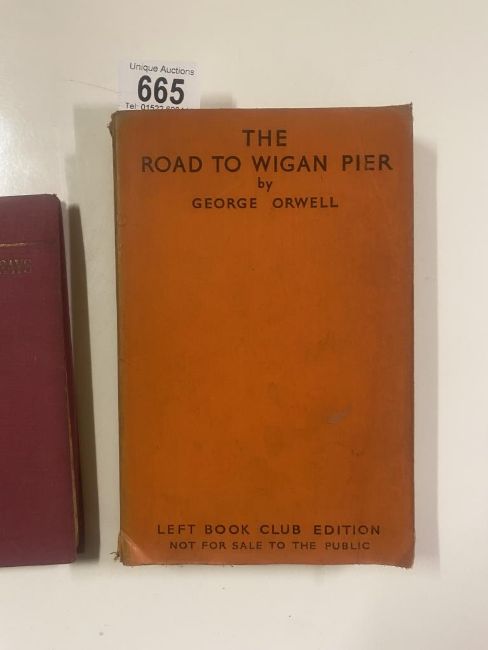 Unique Auctions
665
THE
ROAD TO WIGAN PIER
by
GEORGE ORWELL
LEFT BOOK CLUB EDITION
NOT FOR SALE TO THE PUBLIC